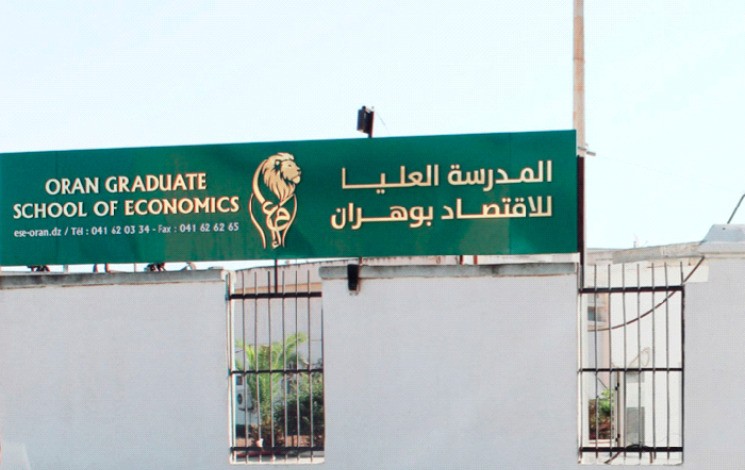 ORAN GRADUATE
SCHOOL OF ECONOMICS
ese-oran.dz / Tél : 041 62 03 34 - Fax : 041 62 62 65
المدرسة العليا
للاقتصاد بوهران